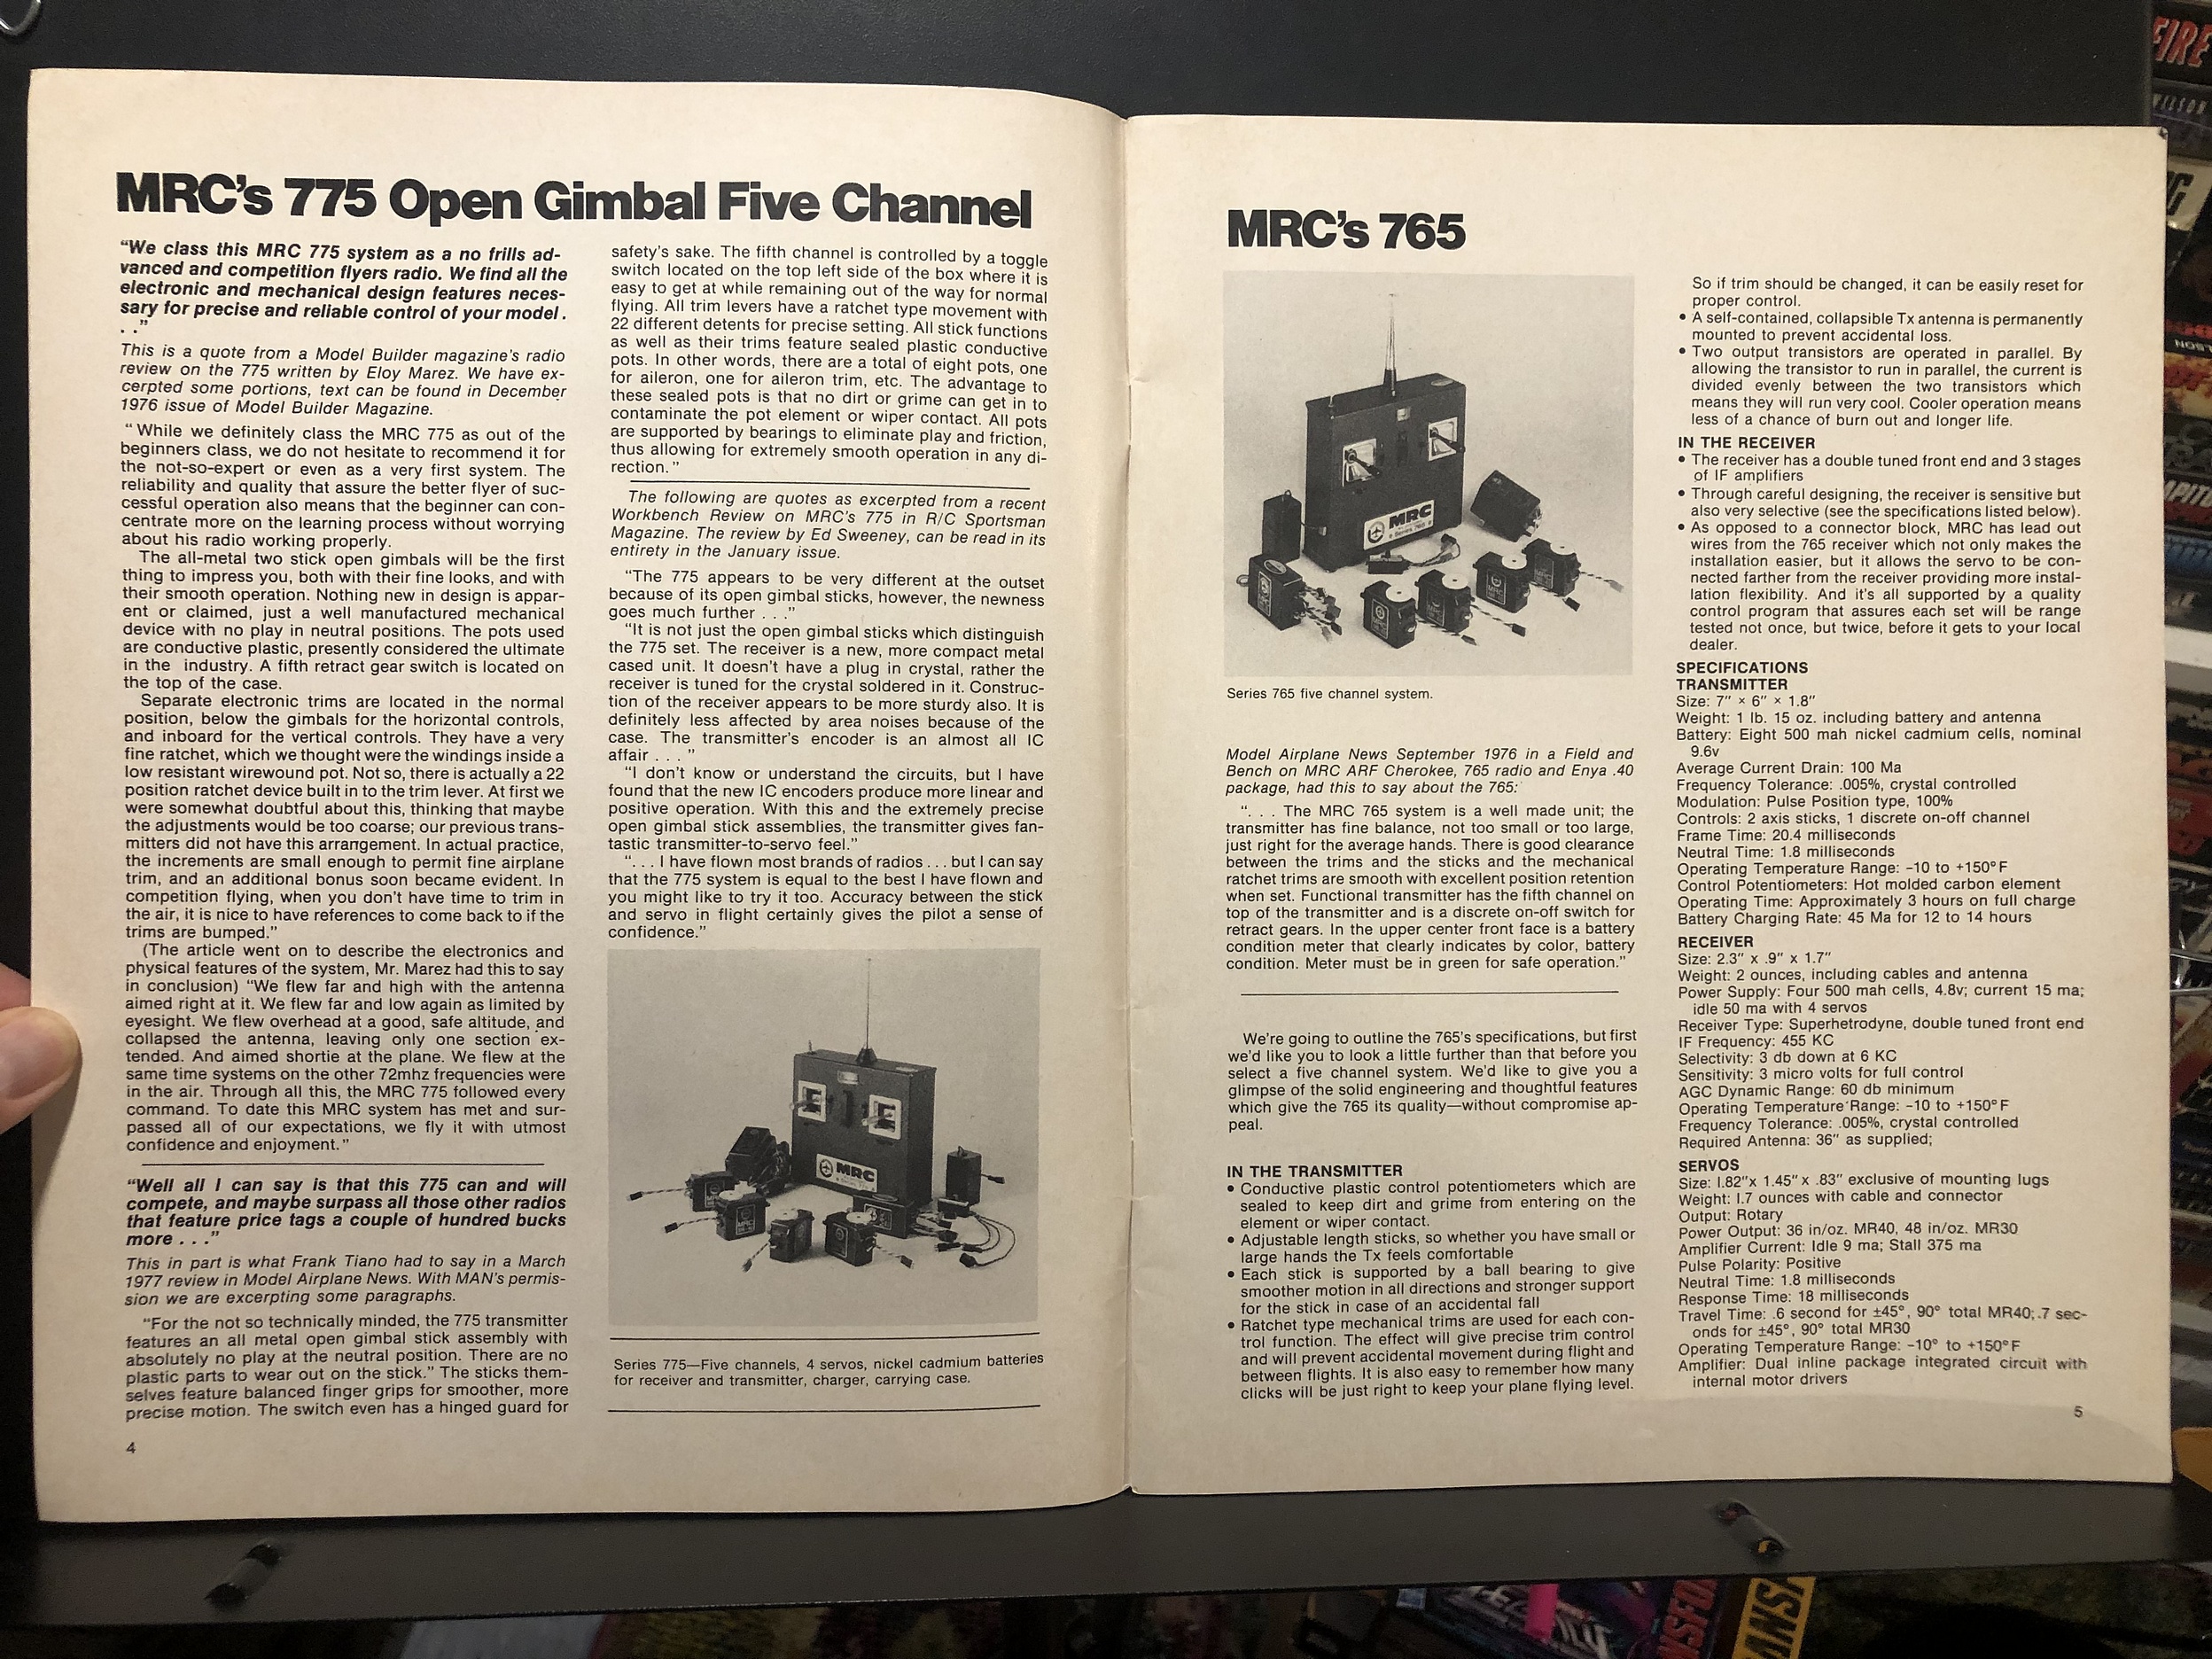 MRC's 775 Open Gimbal Five Channel
"We class this MRC 775 system as a no frills ad-
vanced and competition flyers radio. We find all the
electronic and mechanical design features neces-
sary for precise and reliable control of your model .
. ."
This is a quote from a Model Builder magazine's radio
review on the 775 written by Eloy Marez. We have ex-
cerpted some portions, text can be found in December
1976 issue of Model Builder Magazine.
" While we definitely class the MRC 775 as out of the
beginners class, we do not hesitate to recommend it for
the not-so-expert or even as a very first system. The
reliability and quality that assure the better flyer of suc-
cessful operation also means that the beginner can con-
centrate more on the learning process without worrying
about his radio working properly.
The all-metal two stick open gimbals will be the first
thing to impress you, both with their fine looks, and with
their smooth operation. Nothing new in design is appar-
ent or claimed, just a well manufactured mechanical
device with no play in neutral positions. The pots used
are conductive plastic, presently considered the ultimate
in the industry. A fifth retract gear switch is located on
the top of the case.
Separate electronic trims are located in the normal
position, below the gimbals for the horizontal controls,
and inboard for the vertical controls. They have a very
fine ratchet, which we thought were the windings inside a
low resistant wirewound pot. Not so, there is actually a 22
position ratchet device built in to the trim lever. At first we
were somewhat doubtful about this, thinking that maybe
the adjustments would be too coarse; our previous trans-
mitters did not have this arrangement. In actual practice,
the increments are small enough to permit fine airplane
trim, and an additional bonus soon became evident. In
competition flying, when you don't have time to trim in
the air, it is nice to have references to come back to if the
trims are bumped."
(The article went on to describe the electronics and
physical features of the system, Mr. Marez had this to say
in conclusion) "We flew far and high with the antenna
aimed right at it. We flew far and low again as limited by
eyesight. We flew overhead at a good, safe altitude, and
collapsed the antenna, leaving only one section ex-
tended. And aimed shortie at the plane. We flew at the
same time systems on the other 72mhz frequencies were
in the air. Through all this, the MRC 775 followed every
command. To date this MRC system has met and sur-
passed all of our expectations, we fly it with utmost
confidence and enjoyment."
"Well all I can say is that this 775 can and will
compete, and maybe surpass all those other radios
that feature price tags a couple of hundred bucks
more . . ."
This in part is what Frank Tiano had to say in a March
1977 review in Model Airplane News. With MAN's permis-
sion we are excerpting some paragraphs.
"For the not so technically minded, the 775 transmitter
features an all metal open gimbal stick assembly with
absolutely no play at the neutral position. There are no
plastic parts to wear out on the stick." The sticks them-
selves feature balanced finger grips for smoother, more
precise motion. The switch even has a hinged guard for
4
safety's sake. The fifth channel is controlled by a toggle
switch located on the top left side of the box where it is
easy to get at while remaining out of the way for normal
flying. All trim levers have a ratchet type movement with
22 different detents for precise setting. All stick functions
as well as their trims feature sealed plastic conductive
pots. In other words, there are a total of eight pots, one
for aileron, one for aileron trim, etc. The advantage to
these sealed pots is that no dirt or grime can get in to
contaminate the pot element or wiper contact. All pots
are supported by bearings to eliminate play and friction,
thus allowing for extremely smooth operation in any di-
rection."
The following are quotes as excerpted from a recent
Workbench Review on MRC's 775 in R/C Sportsman
Magazine. The review by Ed Sweeney, can be read in its
entirety in the January issue.
"The 775 appears to be very different at the outset
because of its open gimbal sticks, however, the newness
goes much further . . ."
"It is not just the open gimbal sticks which distinguish
the 775 set. The receiver is a new, more compact metal
cased unit. It doesn't have a plug in crystal, rather the
receiver is tuned for the crystal soldered in it. Construc-
tion of the receiver appears to be more sturdy also. It is
definitely less affected by area noises because of the
case. The transmitter's encoder is an almost all IC
affair . . ."
"I don't know or understand the circuits, but I have
found that the new IC encoders produce more linear and
positive operation. With this and the extremely precise
open gimbal stick assemblies, the transmitter gives fan-
tastic transmitter-to-servo feel."
". . . I have flown most brands of radios . . . but I can say
that the 775 system is equal to the best I have flown and
you might like to try it too. Accuracy between the stick
and servo in flight certainly gives the pilot a sense of
confidence."
MRC
Series 775—Five channels, 4 servos, nickel cadmium batteries
for receiver and transmitter, charger, carrying case.
MRC's 765
MRC
Series 765
Series 765 five channel system.
Model Airplane News September 1976 in a Field and
Bench on MRC ARF Cherokee, 765 radio and Enya .40
package, had this to say about the 765:
". . . The MRC 765 system is a well made unit; the
transmitter has fine balance, not too small or too large,
just right for the average hands. There is good clearance
between the trims and the sticks and the mechanical
ratchet trims are smooth with excellent position retention
when set. Functional transmitter has the fifth channel on
top of the transmitter and is a discrete on-off switch for
retract gears. In the upper center front face is a battery
condition meter that clearly indicates by color, battery
condition. Meter must be in green for safe operation."
We're going to outline the 765's specifications, but first
we'd like you to look a little further than that before you
select a five channel system. We'd like to give you a
glimpse of the solid engineering and thoughtful features
which give the 765 its quality—without compromise ap-
peal.
IN THE TRANSMITTER
• Conductive plastic control potentiometers which are
sealed to keep dirt and grime from entering on the
element or wiper contact.
• Adjustable length sticks, so whether you have small or
large hands the Tx feels comfortable
• Each stick is supported by a ball bearing to give
smoother motion in all directions and stronger support
for the stick in case of an accidental fall
• Ratchet type mechanical trims are used for each con-
trol function. The effect will give precise trim control
and will prevent accidental movement during flight and
between flights. It is also easy to remember how many
clicks will be just right to keep your plane flying level.
So if trim should be changed, it can be easily reset for
proper control.
• A self-contained, collapsible Tx antenna is permanently
mounted to prevent accidental loss.
• Two output transistors are operated in parallel. By
allowing the transistor to run in parallel, the current is
divided evenly between the two transistors which
means they will run very cool. Cooler operation means
less of a chance of burn out and longer life.
IN THE RECEIVER
• The receiver has a double tuned front end and 3 stages
of IF amplifiers
• Through careful designing, the receiver is sensitive but
also very selective (see the specifications listed below).
• As opposed to a connector block, MRC has lead out
wires from the 765 receiver which not only makes the
installation easier, but it allows the servo to be con-
nected farther from the receiver providing more instal-
lation flexibility. And it's all supported by a quality
control program that assures each set will be range
tested not once, but twice, before it gets to your local
dealer.
SPECIFICATIONS
TRANSMITTER
Size: 7" × 6" × 1.8"
Weight: 1 lb. 15 oz. including battery and antenna
Battery: Eight 500 mah nickel cadmium cells, nominal
9.6v
Average Current Drain: 100 Ma
Frequency Tolerance: .005%, crystal controlled
Modulation: Pulse Position type, 100%
Controls: 2 axis sticks, 1 discrete on-off channel
Frame Time: 20.4 milliseconds
Neutral Time: 1.8 milliseconds
Operating Temperature Range: -10 to +150° F
Control Potentiometers: Hot molded carbon element
Operating Time: Approximately 3 hours on full charge
Battery Charging Rate: 45 Ma for 12 to 14 hours
RECEIVER
Size: 2.3" x .9" x 1.7"
Weight: 2 ounces, including cables and antenna
Power Supply: Four 500 mah cells, 4.8v; current 15 ma;
idle 50 ma with 4 servos
Receiver Type: Superhetrodyne, double tuned front end
IF Frequency: 455 KC
Selectivity: 3 db down at 6 KC
Sensitivity: 3 micro volts for full control
AGC Dynamic Range: 60 db minimum
Operating Temperature Range: -10 to +150° F
Frequency Tolerance: .005%, crystal controlled
Required Antenna: 36" as supplied;
SERVOS
Size: I.82"x 1.45"x .83" exclusive of mounting lugs
Weight: I.7 ounces with cable and connector
Output: Rotary
Power Output: 36 in/oz. MR40, 48 in/oz. MR30
Amplifier Current: Idle 9 ma; Stall 375 ma
Pulse Polarity: Positive
Neutral Time: 1.8 milliseconds
Response Time: 18 milliseconds
Travel Time: .6 second for ±45°, 90° total MR40; .7 sec-
onds for ±45°, 90° total MR30
Operating Temperature Range: -10° to +150° F
Amplifier: Dual inline package integrated circuit with
internal motor drivers
5
FIRE
WILSON